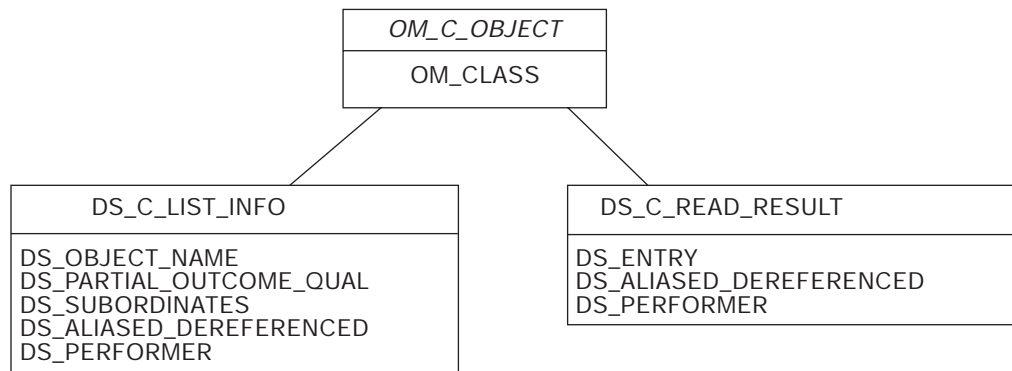 OM_C_OBJECT
OM_CLASS
DS_C_LIST_INFO
DS_OBJECT_NAME
DS_PARTIAL_OUTCOME_QUAL
DS_SUBORDINATES
DS_ALIASED_DEREFERENCED
DS_PERFORMER
DS_C_READ_RESULT
DS_ENTRY
DS_ALIASED_DEREFERENCED
DS_PERFORMER